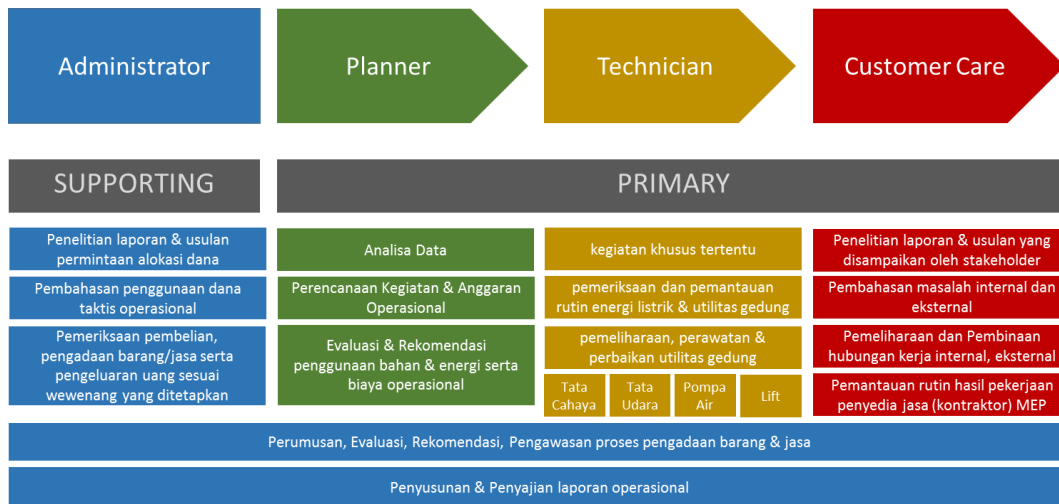 Administrator
Planner
Technician
Customer Care
SUPPORTING
PRIMARY
Penelitian laporan & usulan
permintaan alokasi dana
Pembahasan penggunaan dana
taktis operasional
Pemeriksaan pembelian,
pengadaan barang/jasa serta
pengeluaran uang sesuai
wewenang yang ditetapkan
Analisa Data
Perencanaan Kegiatan & Anggaran
Operasional
Evaluasi & Rekomendasi
penggunaan bahan & energi serta
biaya operasional
kegiatan khusus tertentu
pemeriksaan dan pemantauan
rutin energi listrik & utilitas gedung
pemeliharaan, perawatan &
perbaikan utilitas gedung
Tata
Cahaya
Tata
Udara
Pompa
Air
Lift
Penelitian laporan & usulan yang
disampaikan oleh stakeholder
Pembahasan masalah internal dan
eksternal
Pemeliharaan dan Pembinaan
hubungan kerja internal, eksternal
Pemantauan rutin hasil pekerjaan
penyedia jasa (kontraktor) MEP
Perumusan, Evaluasi, Rekomendasi, Pengawasan proses pengadaan barang & jasa
Penyusunan & Penyajian laporan operasional